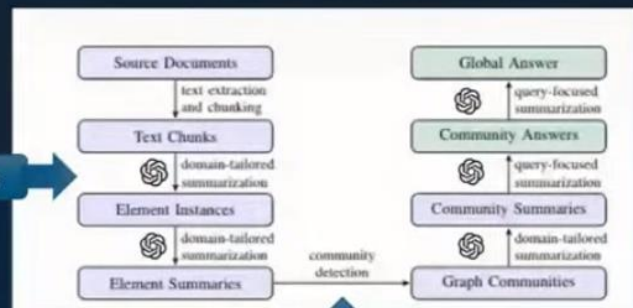 Source Documents
text extraction
and chunking
Text Chunks
domain-tailored
summarization
Element Instances
domain-tailored
summarization
Element Summaries
community
detection
Global Answer
query-focused
summarization
Community Answers
query-focused
summarization
Community Summaries
domain-tailored
summarization
Graph Communities